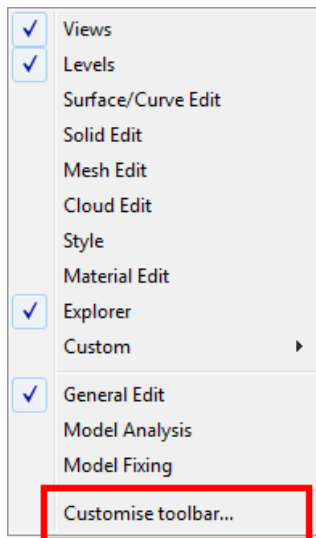 Views
Levels
Surface/Curve Edit
Solid Edit
Mesh Edit
Cloud Edit
Style
Material Edit
Explorer
Custom
General Edit
Model Analysis
Model Fixing
Customise toolbar...